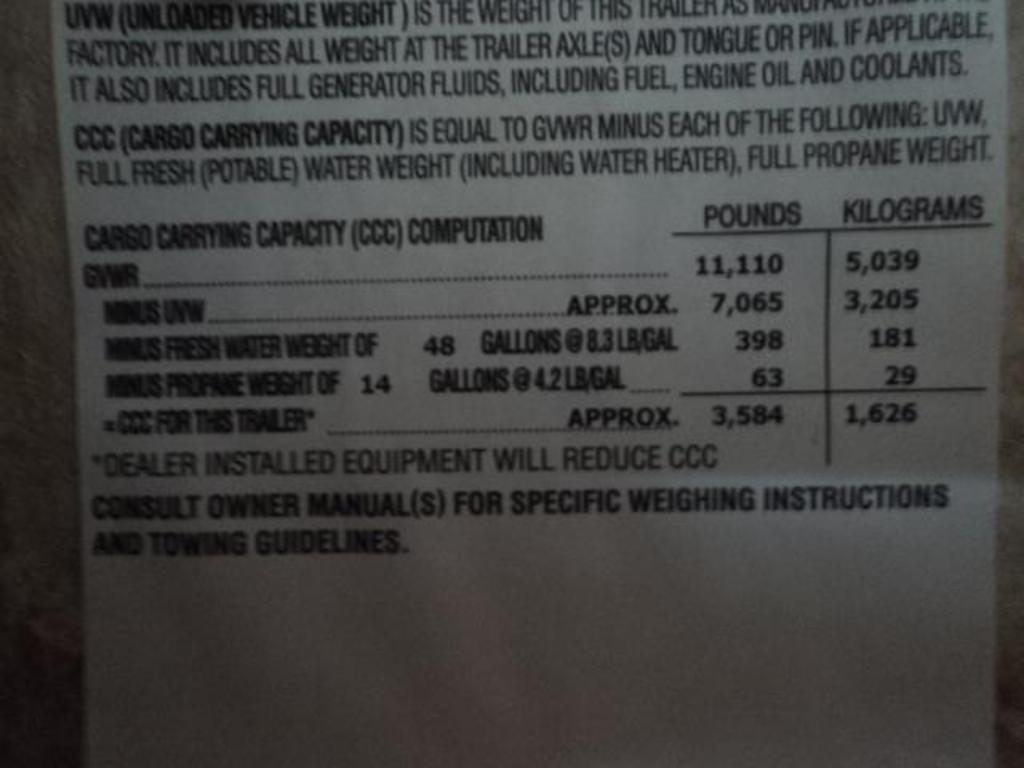 UVW (UNLOADED VEHICLE WEIGHT ) IS THE WEIGHT OF THIS TRAILER AS MANUFACTURED
FACTORY. IT INCLUDES ALL WEIGHT AT THE TRAILER AXLE(S) AND TONGUE OR PIN. IF APPLICABLE,
IT ALSO INCLUDES FULL GENERATOR FLUIDS, INCLUDING FUEL, ENGINE OIL AND COOLANTS.
CCC (CARGO CARRYING CAPACITY) IS EQUAL TO GVWR MINUS EACH OF THE FOLLOWING: UVW,
FULL FRESH (POTABLE) WATER WEIGHT (INCLUDING WATER HEATER), FULL PROPANE WEIGHT.
CARGO CARRYING CAPACITY (CCC) COMPUTATION POUNDS KILOGRAMS
GVWR 11,110 5,039
MINUS UVW APPROX. 7,065 3,205
MINUS FRESH WATER WEIGHT OF 48 GALLONS @ 8.3 LB/GAL 398 181
MINUS PROPANE WEIGHT OF 14 GALLONS @ 4.2 LB/GAL 63 29
= CCC FOR THIS TRAILER* APPROX. 3,584 1,626
*DEALER INSTALLED EQUIPMENT WILL REDUCE CCC
CONSULT OWNER MANUAL(S) FOR SPECIFIC WEIGHING INSTRUCTIONS
AND TOWING GUIDELINES.